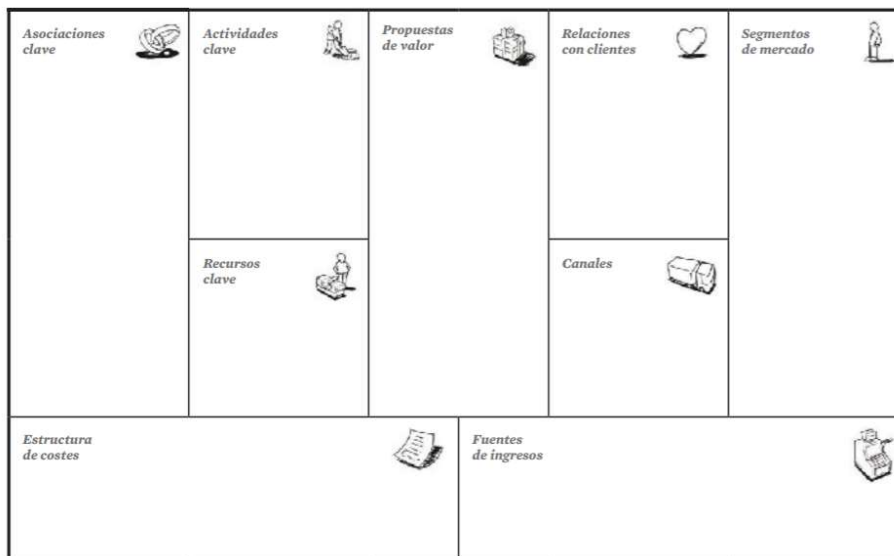 Asociaciones
clave
Actividades
clave
Propuestas
de valor
Relaciones
con clientes
Segmentos
de mercado
Recursos
clave
Canales
Estructura
de costes
Fuentes
de ingresos